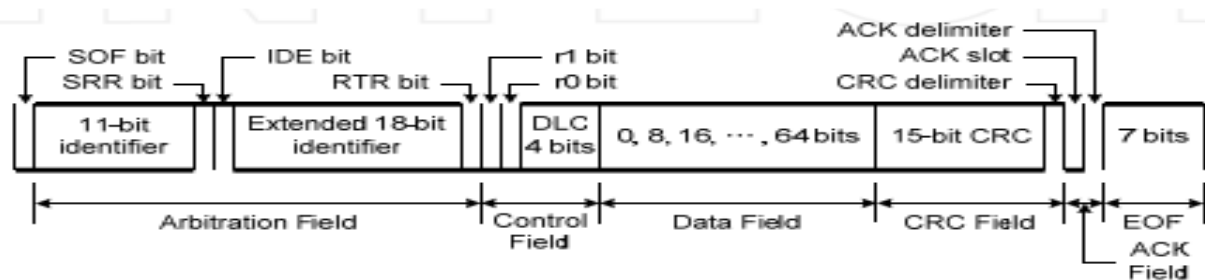 ACK delimiter
SOF bit IDE bit r1 bit ACK slot
SRR bit RTR bit r0 bit CRC delimiter
11-bit identifier
Extended 18-bit identifier
DLC 4 bits
0, 8, 16, ···, 64 bits
15-bit CRC
7 bits
Arbitration Field
Control Field
Data Field
CRC Field
EOF
ACK Field